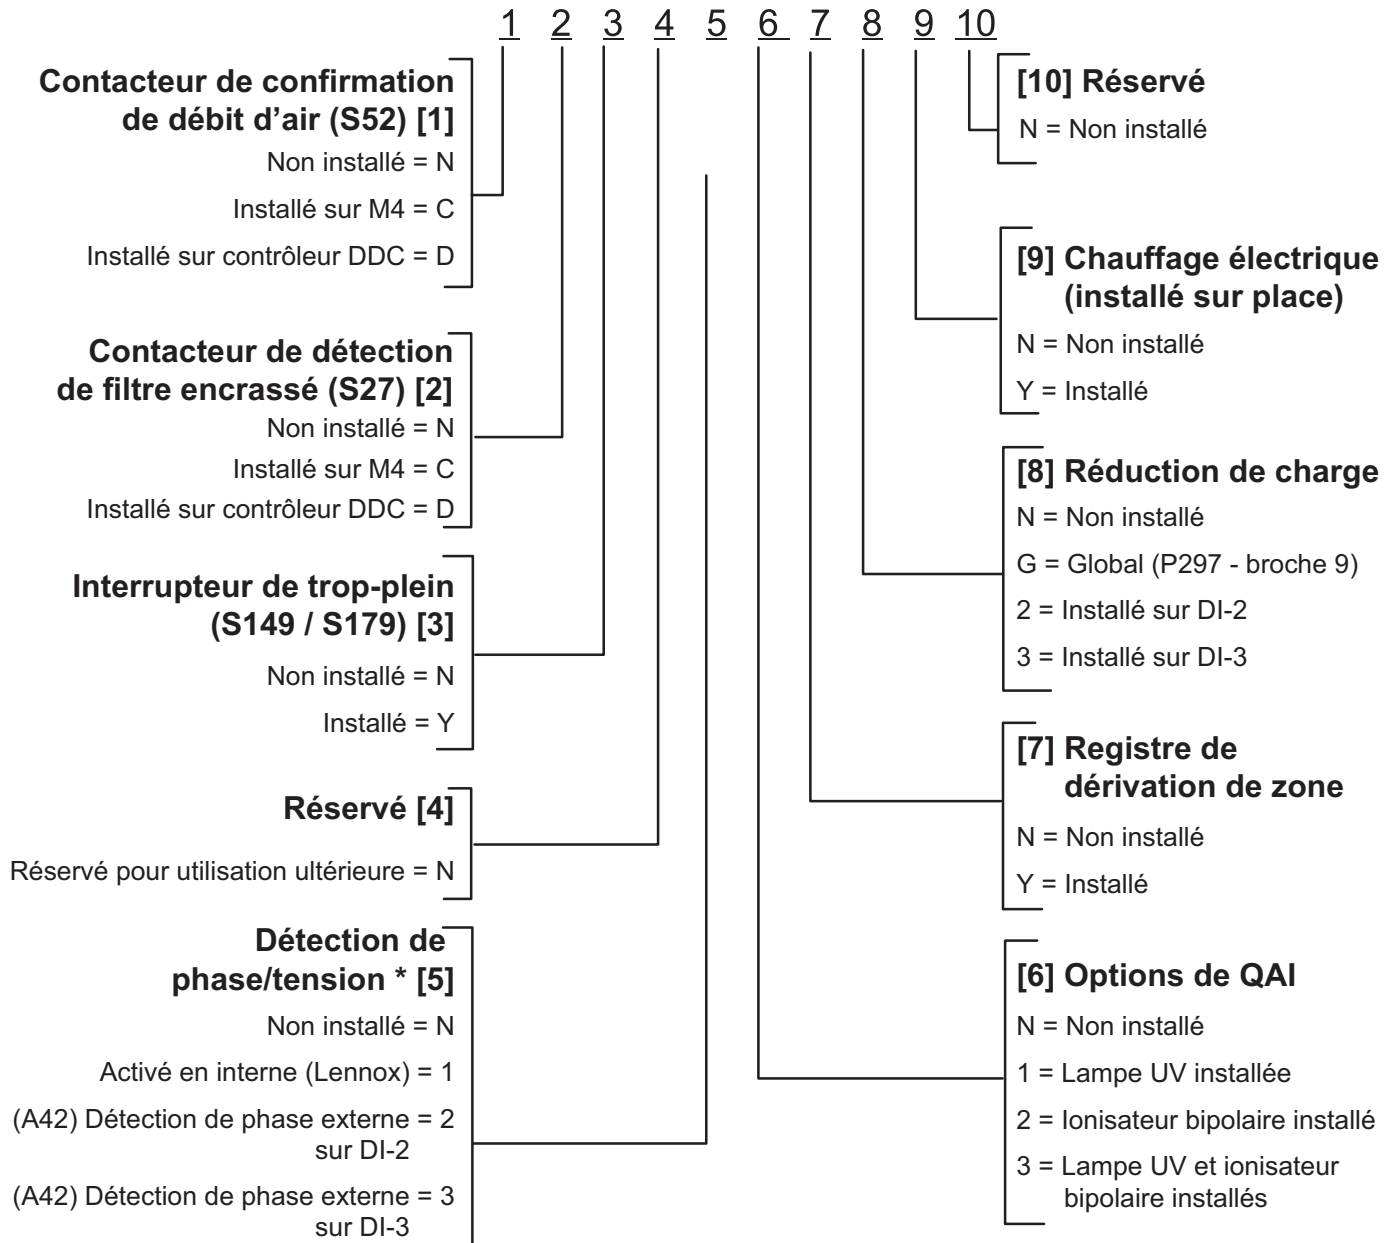 1 2 3 4 5 6 7 8 9 10
Contacteur de confirmation
de débit d'air (S52) [1]
Non installé = N
Installé sur M4 = C
Installé sur contrôleur DDC = D
Contacteur de détection
de filtre encrassé (S27) [2]
Non installé = N
Installé sur M4 = C
Installé sur contrôleur DDC = D
Interrupteur de trop-plein
(S149 / S179) [3]
Non installé = N
Installé = Y
Réservé [4]
Réservé pour utilisation ultérieure = N
Détection de
phase/tension * [5]
Non installé = N
Activé en interne (Lennox) = 1
(A42) Détection de phase externe = 2
sur DI-2
(A42) Détection de phase externe = 3
sur DI-3
[10] Réservé
N = Non installé
[9] Chauffage électrique
(installé sur place)
N = Non installé
Y = Installé
[8] Réduction de charge
N = Non installé
G = Global (P297 - broche 9)
2 = Installé sur DI-2
3 = Installé sur DI-3
[7] Registre de
dérivation de zone
N = Non installé
Y = Installé
[6] Options de QAI
N = Non installé
1 = Lampe UV installée
2 = Ionisateur bipolaire installé
3 = Lampe UV et ionisateur
bipolaire installés